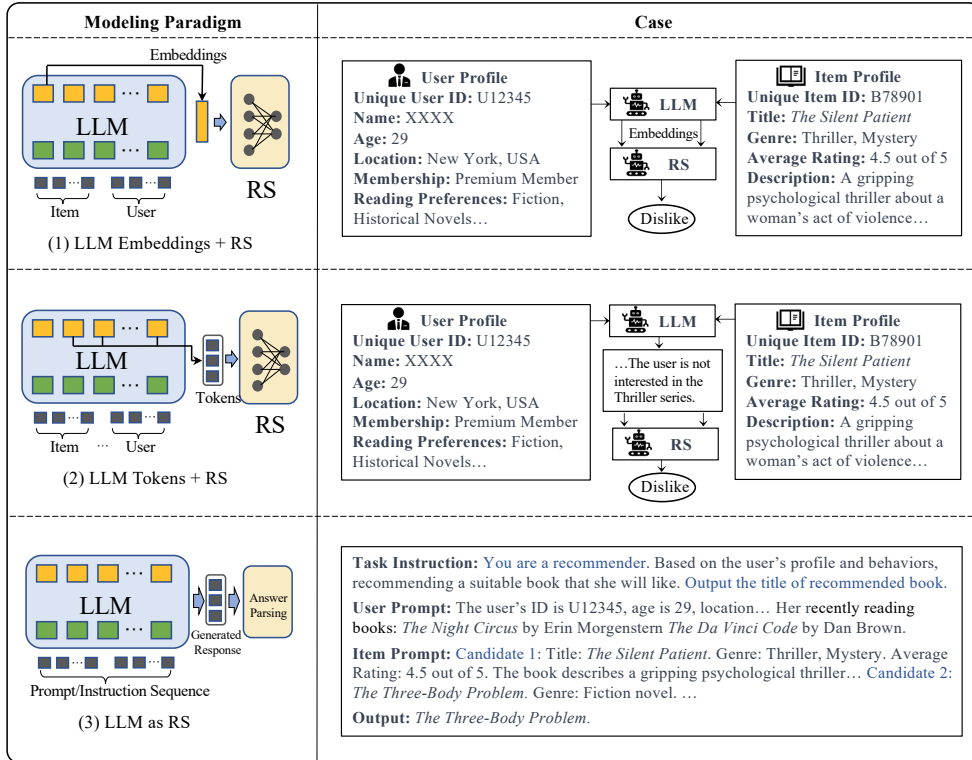 Modeling Paradigm
Case
Embeddings
LLM
RS
Item
User
(1) LLM Embeddings + RS
User Profile
Unique User ID: U12345
Name: XXXX
Age: 29
Location: New York, USA
Membership: Premium Member
Reading Preferences: Fiction,
Historical Novels…
LLM
Embeddings
RS
Dislike
Item Profile
Unique Item ID: B78901
Title: The Silent Patient
Genre: Thriller, Mystery
Average Rating: 4.5 out of 5
Description: A gripping
psychological thriller about a
woman's act of violence…
LLM
Tokens
RS
Item
...
User
(2) LLM Tokens + RS
User Profile
Unique User ID: U12345
Name: XXXX
Age: 29
Location: New York, USA
Membership: Premium Member
Reading Preferences: Fiction,
Historical Novels…
LLM
…The user is not
interested in the
Thriller series.
RS
Dislike
Item Profile
Unique Item ID: B78901
Title: The Silent Patient
Genre: Thriller, Mystery
Average Rating: 4.5 out of 5
Description: A gripping
psychological thriller about a
woman's act of violence…
LLM
Generated
Response
Answer
Parsing
Prompt/Instruction Sequence
(3) LLM as RS
Task Instruction: You are a recommender. Based on the user's profile and behaviors,
recommending a suitable book that she will like. Output the title of recommended book.
User Prompt: The user's ID is U12345, age is 29, location… Her recently reading
books: The Night Circus by Erin Morgenstern The Da Vinci Code by Dan Brown.
Item Prompt: Candidate 1: Title: The Silent Patient. Genre: Thriller, Mystery. Average
Rating: 4.5 out of 5. The book describes a gripping psychological thriller… Candidate 2:
The Three-Body Problem. Genre: Fiction novel. …
Output: The Three-Body Problem.